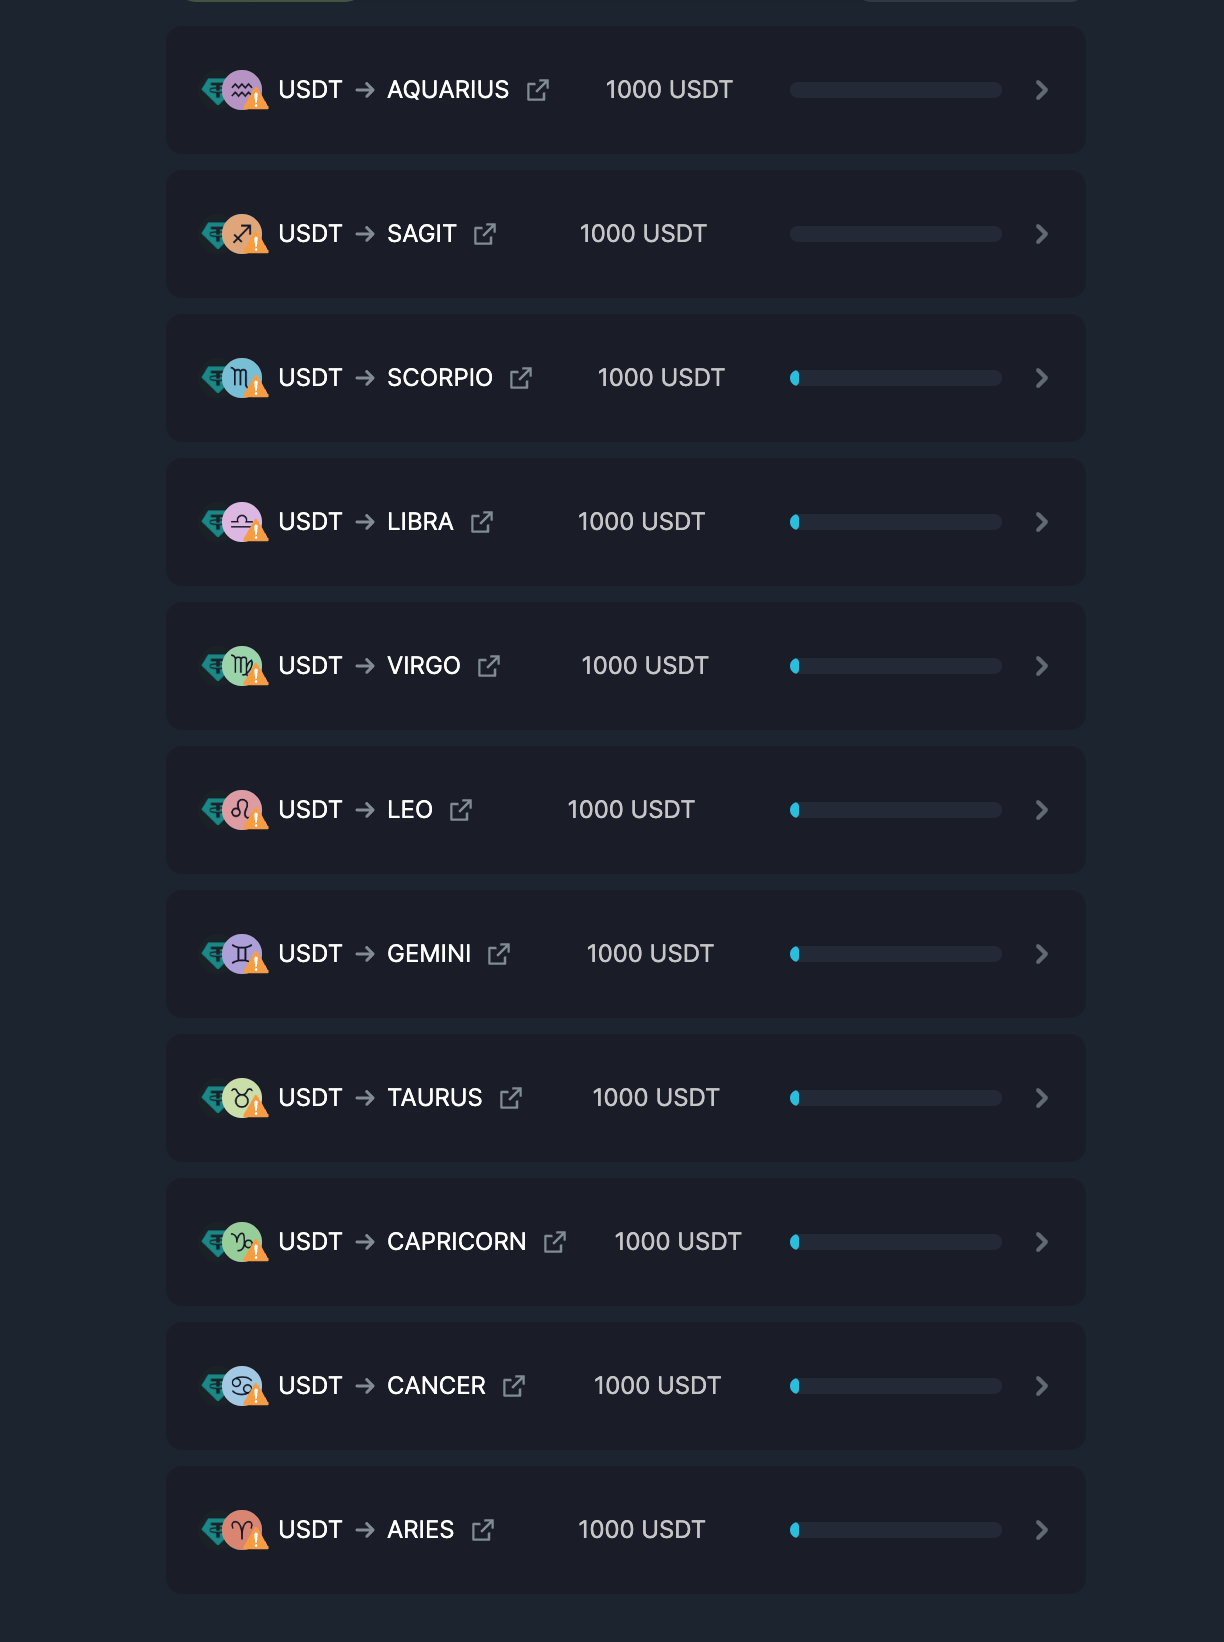 USDT → AQUARIUS 1000 USDT
USDT → SAGIT 1000 USDT
USDT → SCORPIO 1000 USDT
USDT → LIBRA 1000 USDT
USDT → VIRGO 1000 USDT
USDT → LEO 1000 USDT
USDT → GEMINI 1000 USDT
USDT → TAURUS 1000 USDT
USDT → CAPRICORN 1000 USDT
USDT → CANCER 1000 USDT
USDT → ARIES 1000 USDT